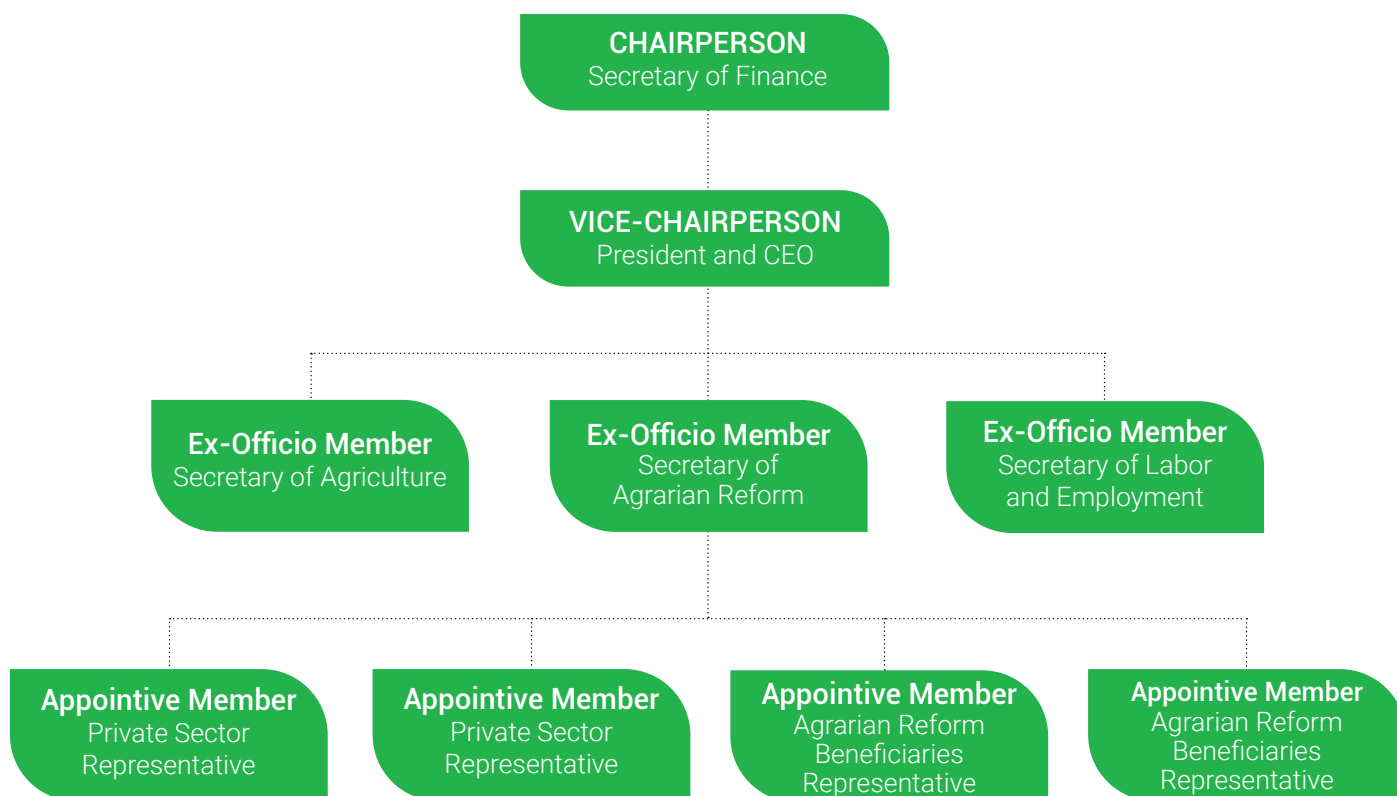 CHAIRPERSON
Secretary of Finance
VICE-CHAIRPERSON
President and CEO
Ex-Officio Member
Secretary of Agriculture
Ex-Officio Member
Secretary of
Agrarian Reform
Ex-Officio Member
Secretary of Labor
and Employment
Appointive Member
Private Sector
Representative
Appointive Member
Private Sector
Representative
Appointive Member
Agrarian Reform
Beneficiaries
Representative
Appointive Member
Agrarian Reform
Beneficiaries
Representative